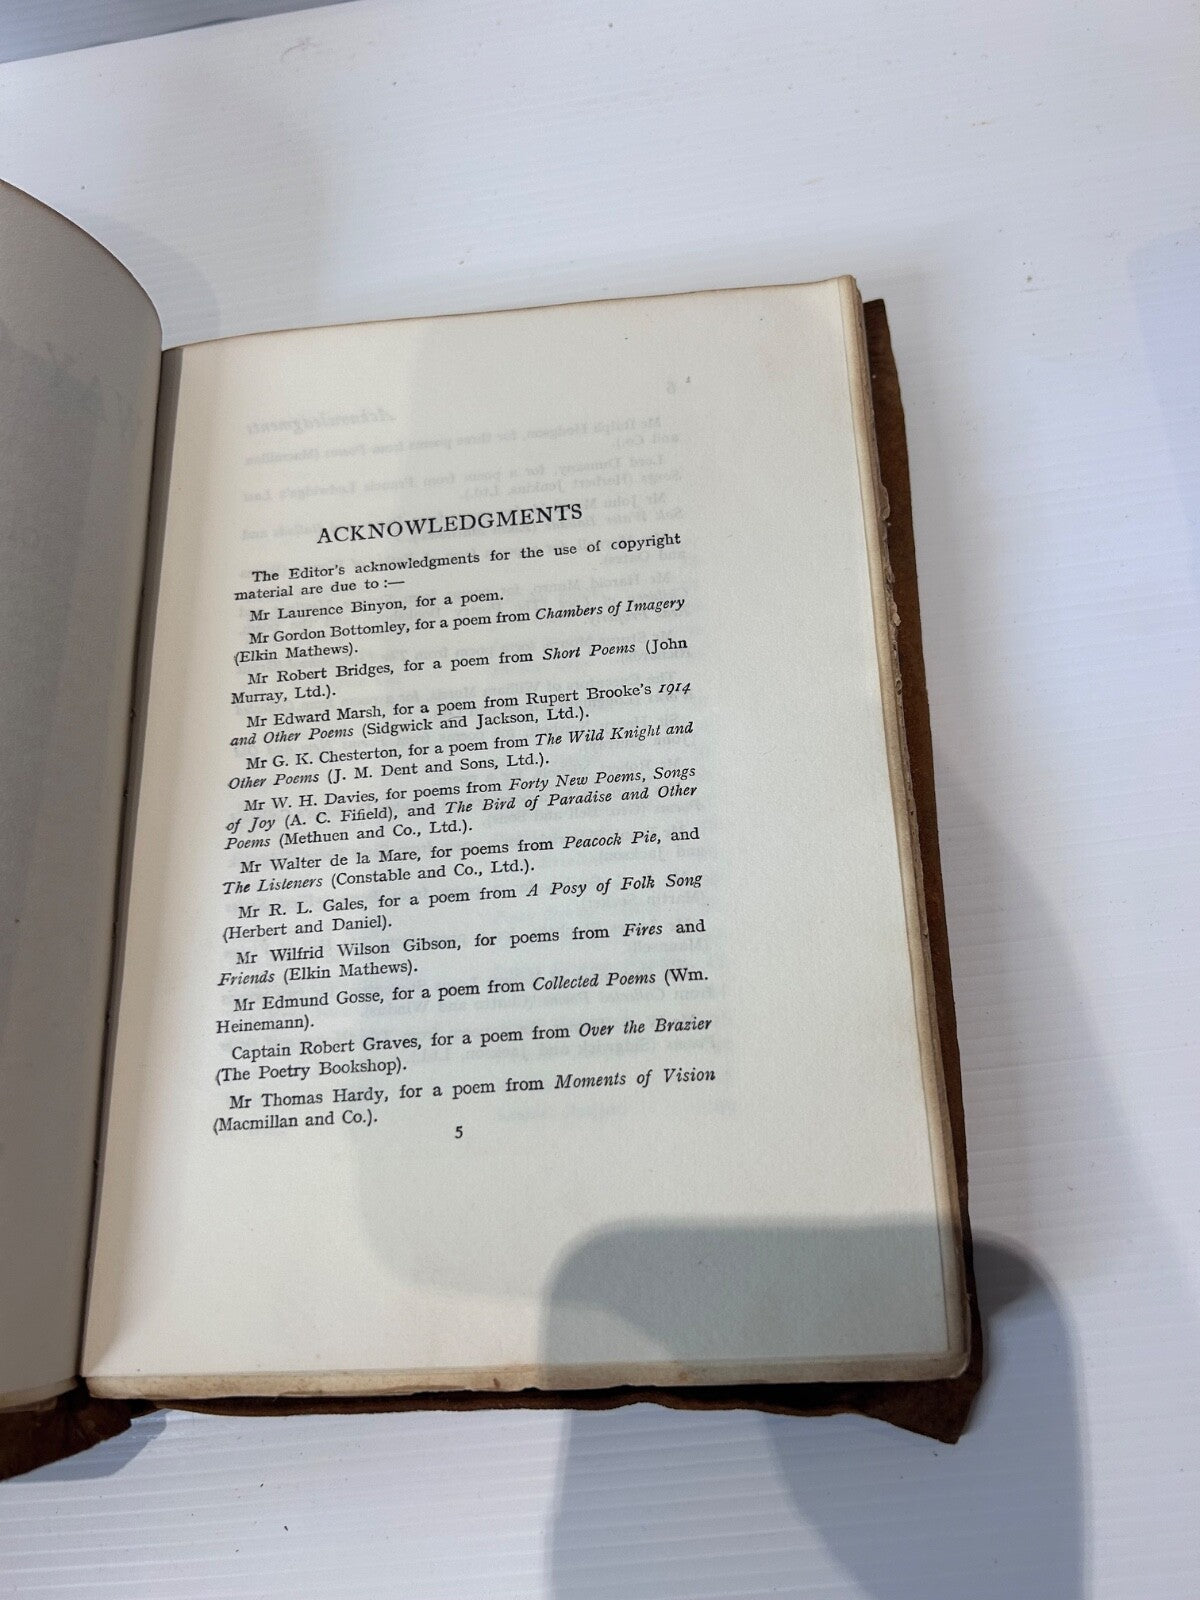 ACKNOWLEDGMENTS
The Editor's acknowledgments for the use of copyright
material are due to :—
Mr Laurence Binyon, for a poem.
Mr Gordon Bottomley, for a poem from Chambers of Imagery
(Elkin Mathews).
Mr Robert Bridges, for a poem from Short Poems (John
Murray, Ltd.).
Mr Edward Marsh, for a poem from Rupert Brooke's 1914
and Other Poems (Sidgwick and Jackson, Ltd.).
Mr G. K. Chesterton, for a poem from The Wild Knight and
Other Poems (J. M. Dent and Sons, Ltd.).
Mr W. H. Davies, for poems from Forty New Poems, Songs
of Joy (A. C. Fifield), and The Bird of Paradise and Other
Poems (Methuen and Co., Ltd.).
Mr Walter de la Mare, for poems from Peacock Pie, and
The Listeners (Constable and Co., Ltd.).
Mr R. L. Gales, for a poem from A Posy of Folk Song
(Herbert and Daniel).
Mr Wilfrid Wilson Gibson, for poems from Fires and
Friends (Elkin Mathews).
Mr Edmund Gosse, for a poem from Collected Poems (Wm.
Heinemann).
Captain Robert Graves, for a poem from Over the Brazier
(The Poetry Bookshop).
Mr Thomas Hardy, for a poem from Moments of Vision
(Macmillan and Co.).
5